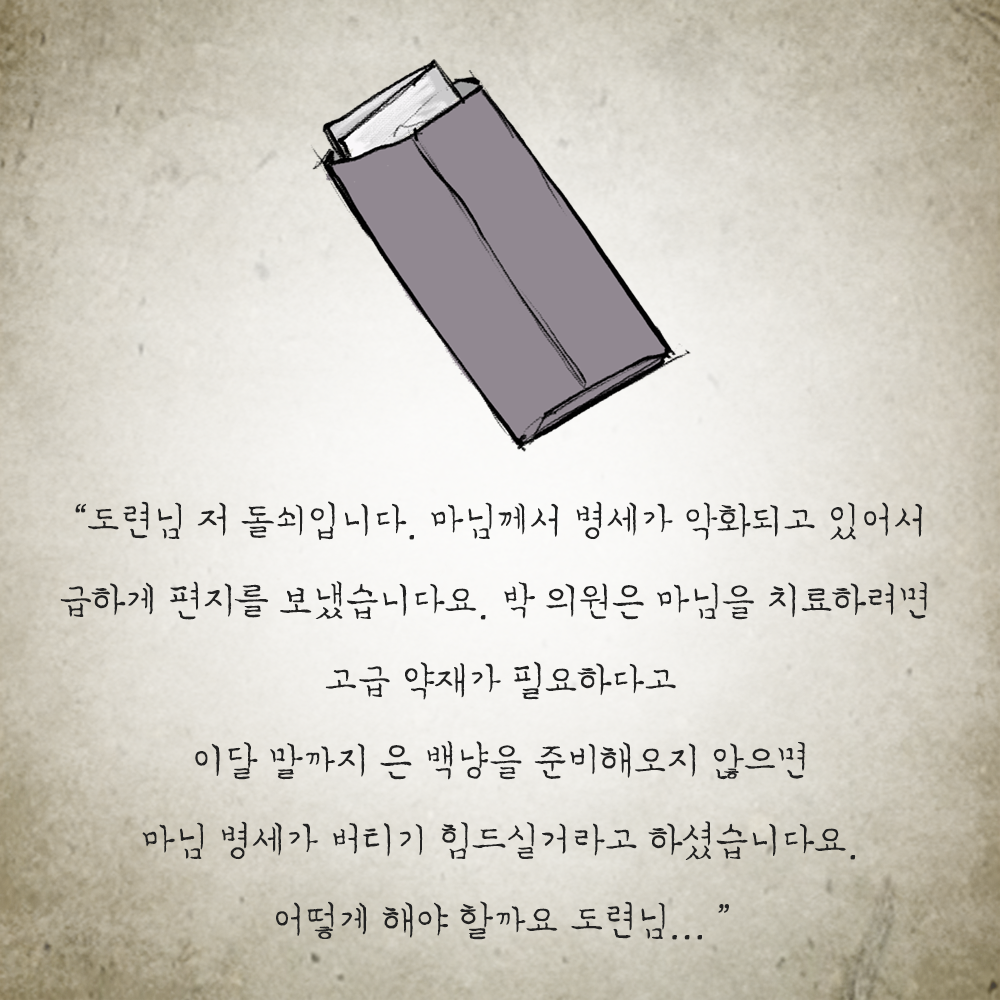 “도련님 저 돌쇠입니다. 마님께서 병세가 악화되고 있어서
급하게 편지를 보냈습니다요. 박 의원은 마님을 치료하려면
고급 약재가 필요하다고
이달 말까지 은 백냥을 준비해오지 않으면
마님 병세가 버티기 힘드실거라고 하셨습니다요.
어떻게 해야 할까요 도련님...”